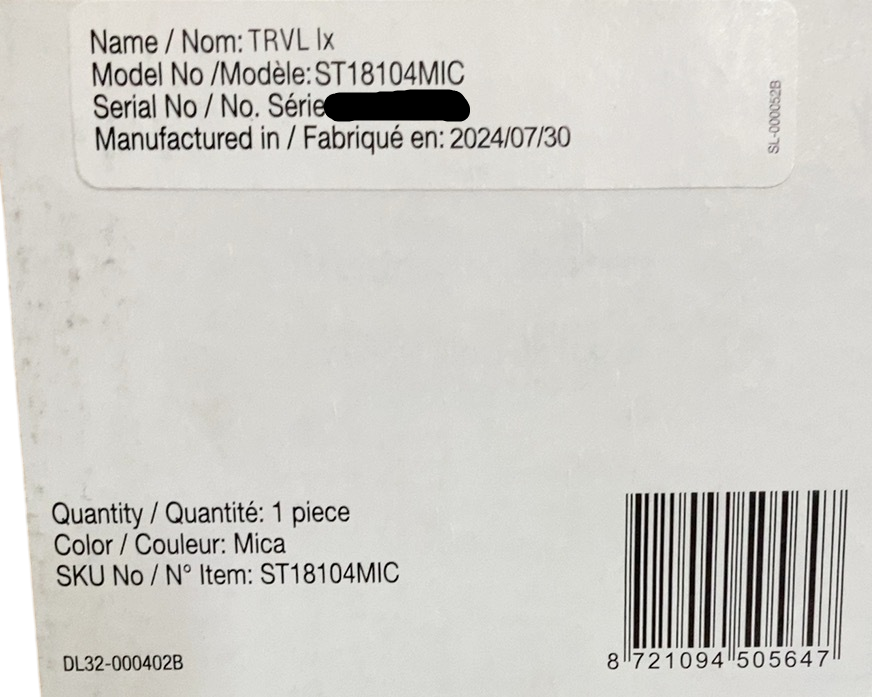 Name / Nom: TRVL lx
Model No /Modèle: ST18104MIC
Serial No / No. Série
Manufactured in / Fabriqué en: 2024/07/30
SL-000052B
Quantity / Quantité: 1 piece
Color / Couleur: Mica
SKU No / N° Item: ST18104MIC
DL32-000402B
8 721094 505647